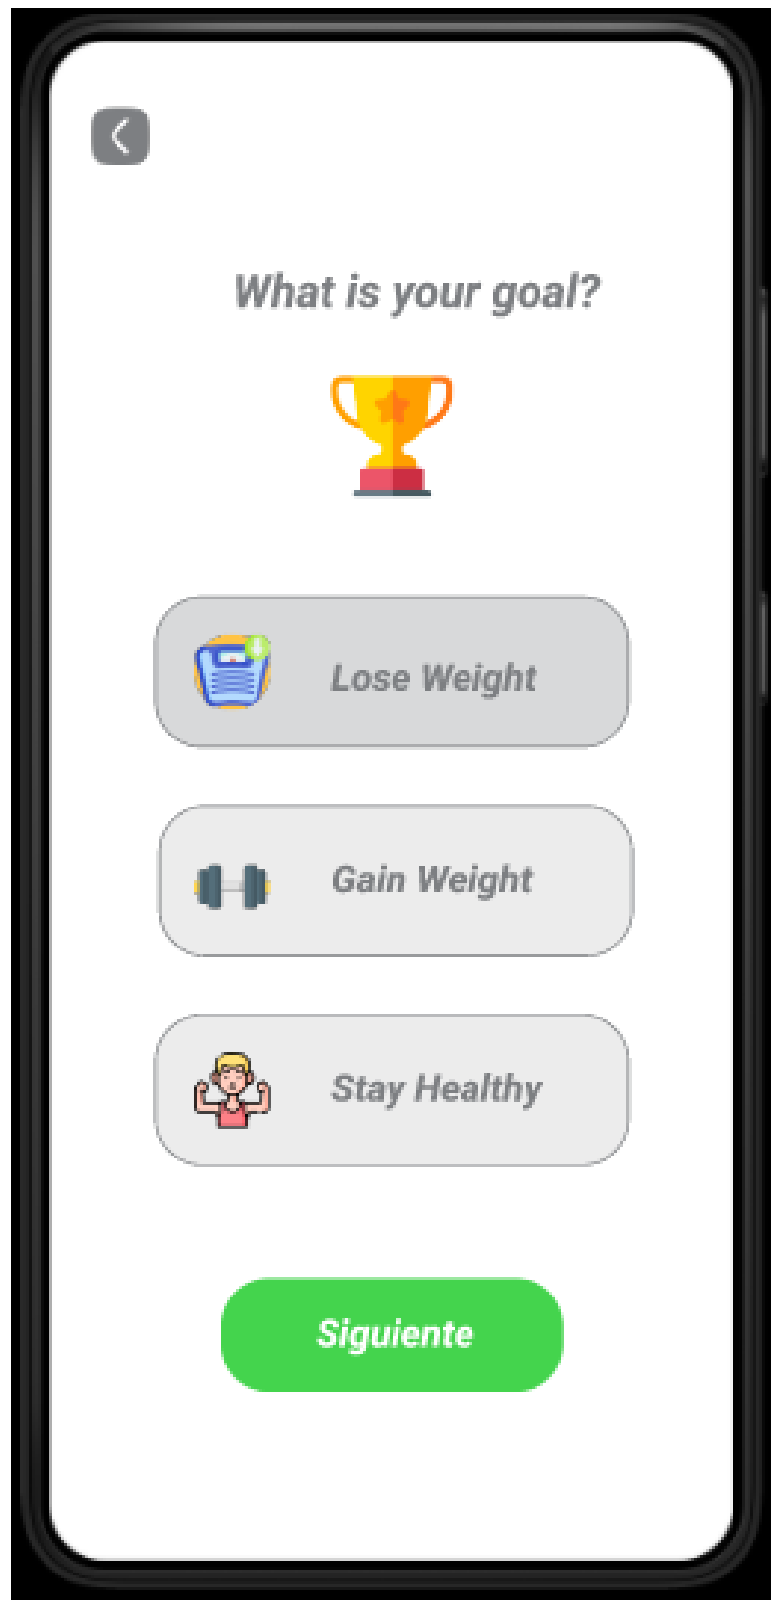 What is your goal?
Lose Weight
Gain Weight
Stay Healthy
Siguiente